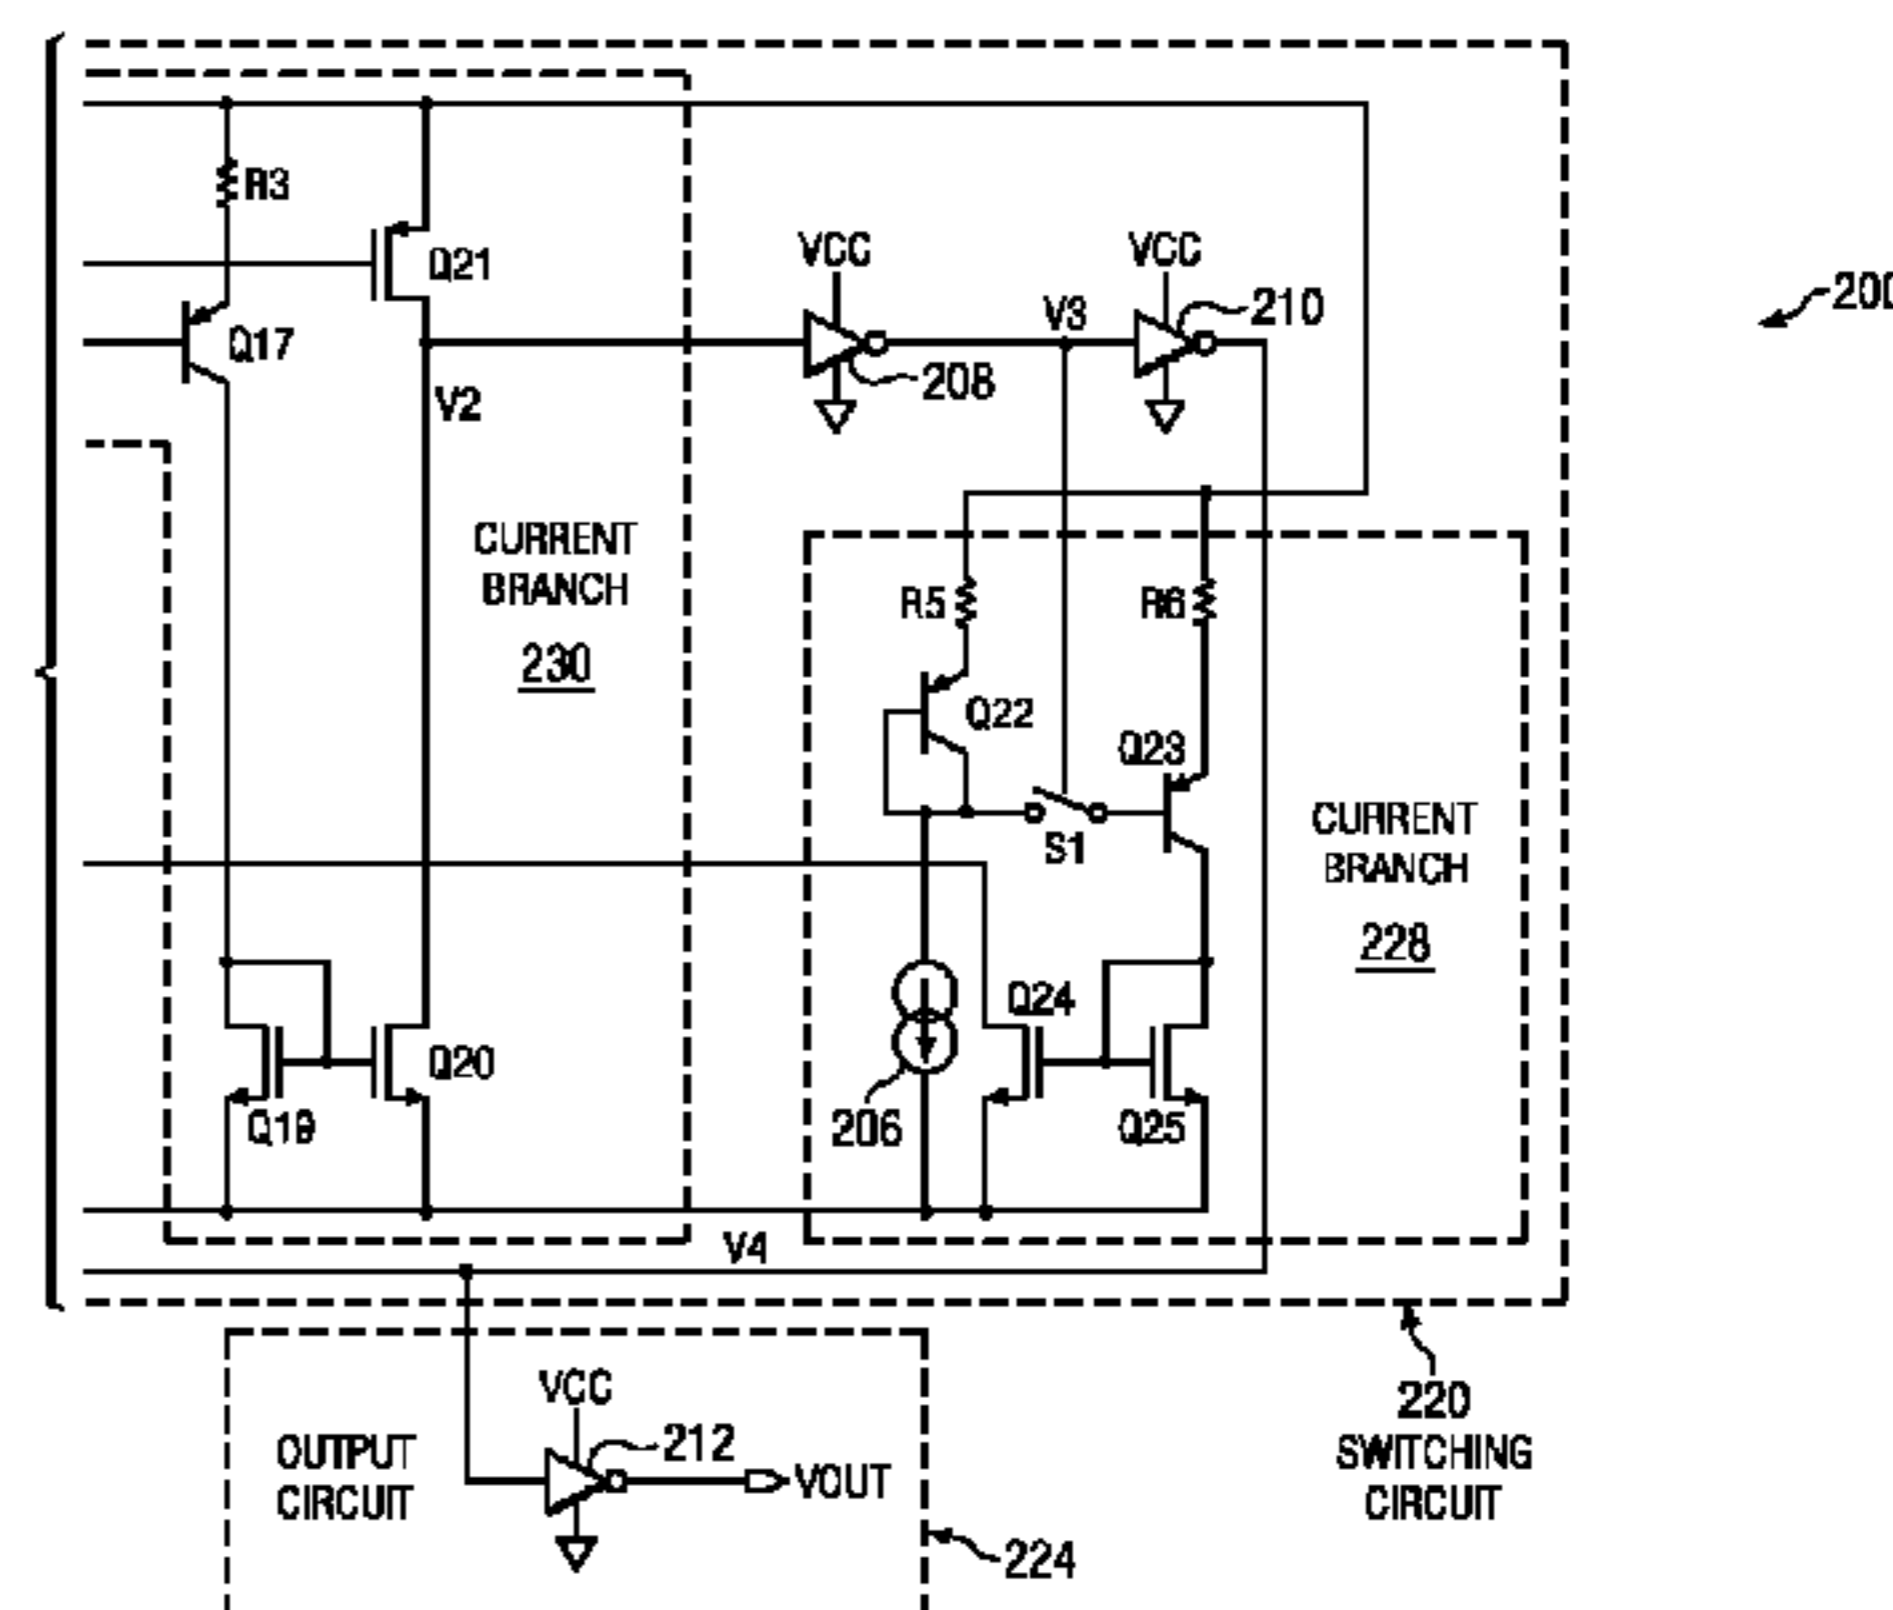 R3
Q21
VCC
VCC
V3
210
200
Q17
208
V2
CURRENT
BRANCH
230
R5
R6
Q22
Q23
S1
CURRENT
BRANCH
228
Q24
Q20
206
Q19
Q25
V4
VCC
212
OUTPUT
CIRCUIT
VOUT
220
SWITCHING
CIRCUIT
224